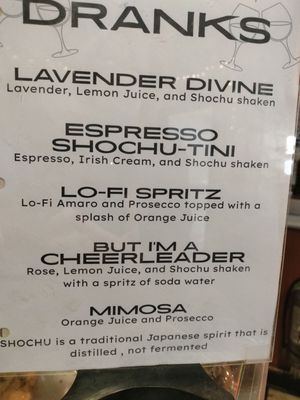 DRANKS
LAVENDER DIVINE
Lavender, Lemon Juice, and Shochu shaken
ESPRESSO
SHOCHU-TINI
Espresso, Irish Cream, and Shochu shaken
LO-FI SPRITZ
Lo-Fi Amaro and Prosecco topped with a
splash of Orange Juice
BUT I'M A
CHEERLEADER
Rose, Lemon Juice, and Shochu shaken
with a spritz of soda water
MIMOSA
Orange Juice and Prosecco
SHOCHU is a traditional Japanese spirit that is
distilled , not fermented